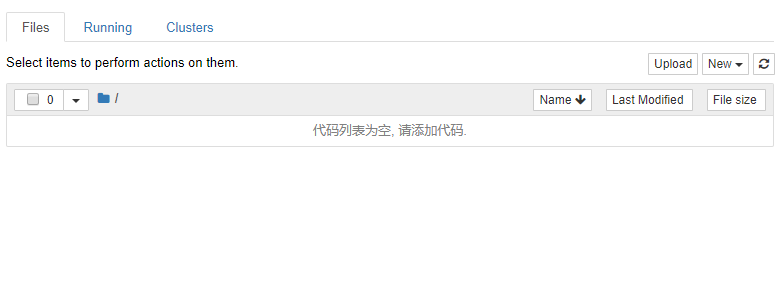 Files Running Clusters
Select items to perform actions on them. Upload New
0 / Name Last Modified File size
代码列表为空, 请添加代码.